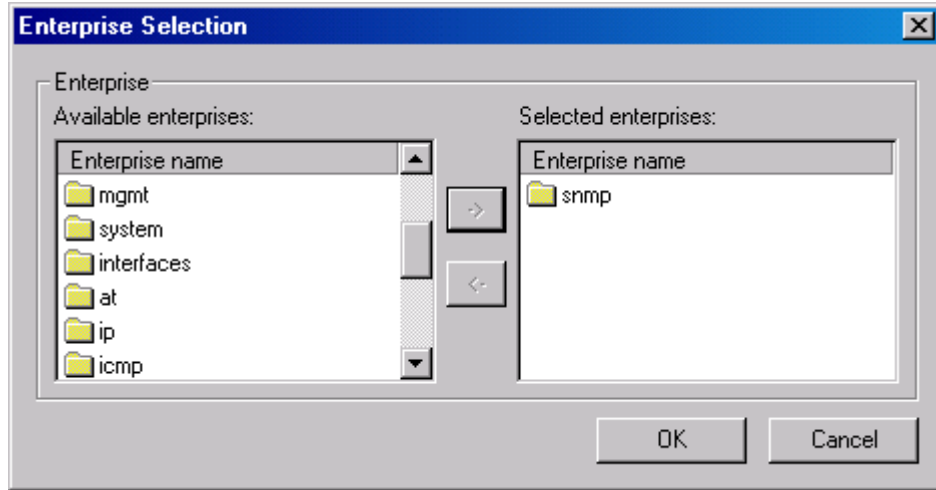 Enterprise Selection
Enterprise
Available enterprises:
Enterprise name
mgmt
system
interfaces
at
ip
icmp
->
<-
Selected enterprises:
Enterprise name
snmp
OK
Cancel